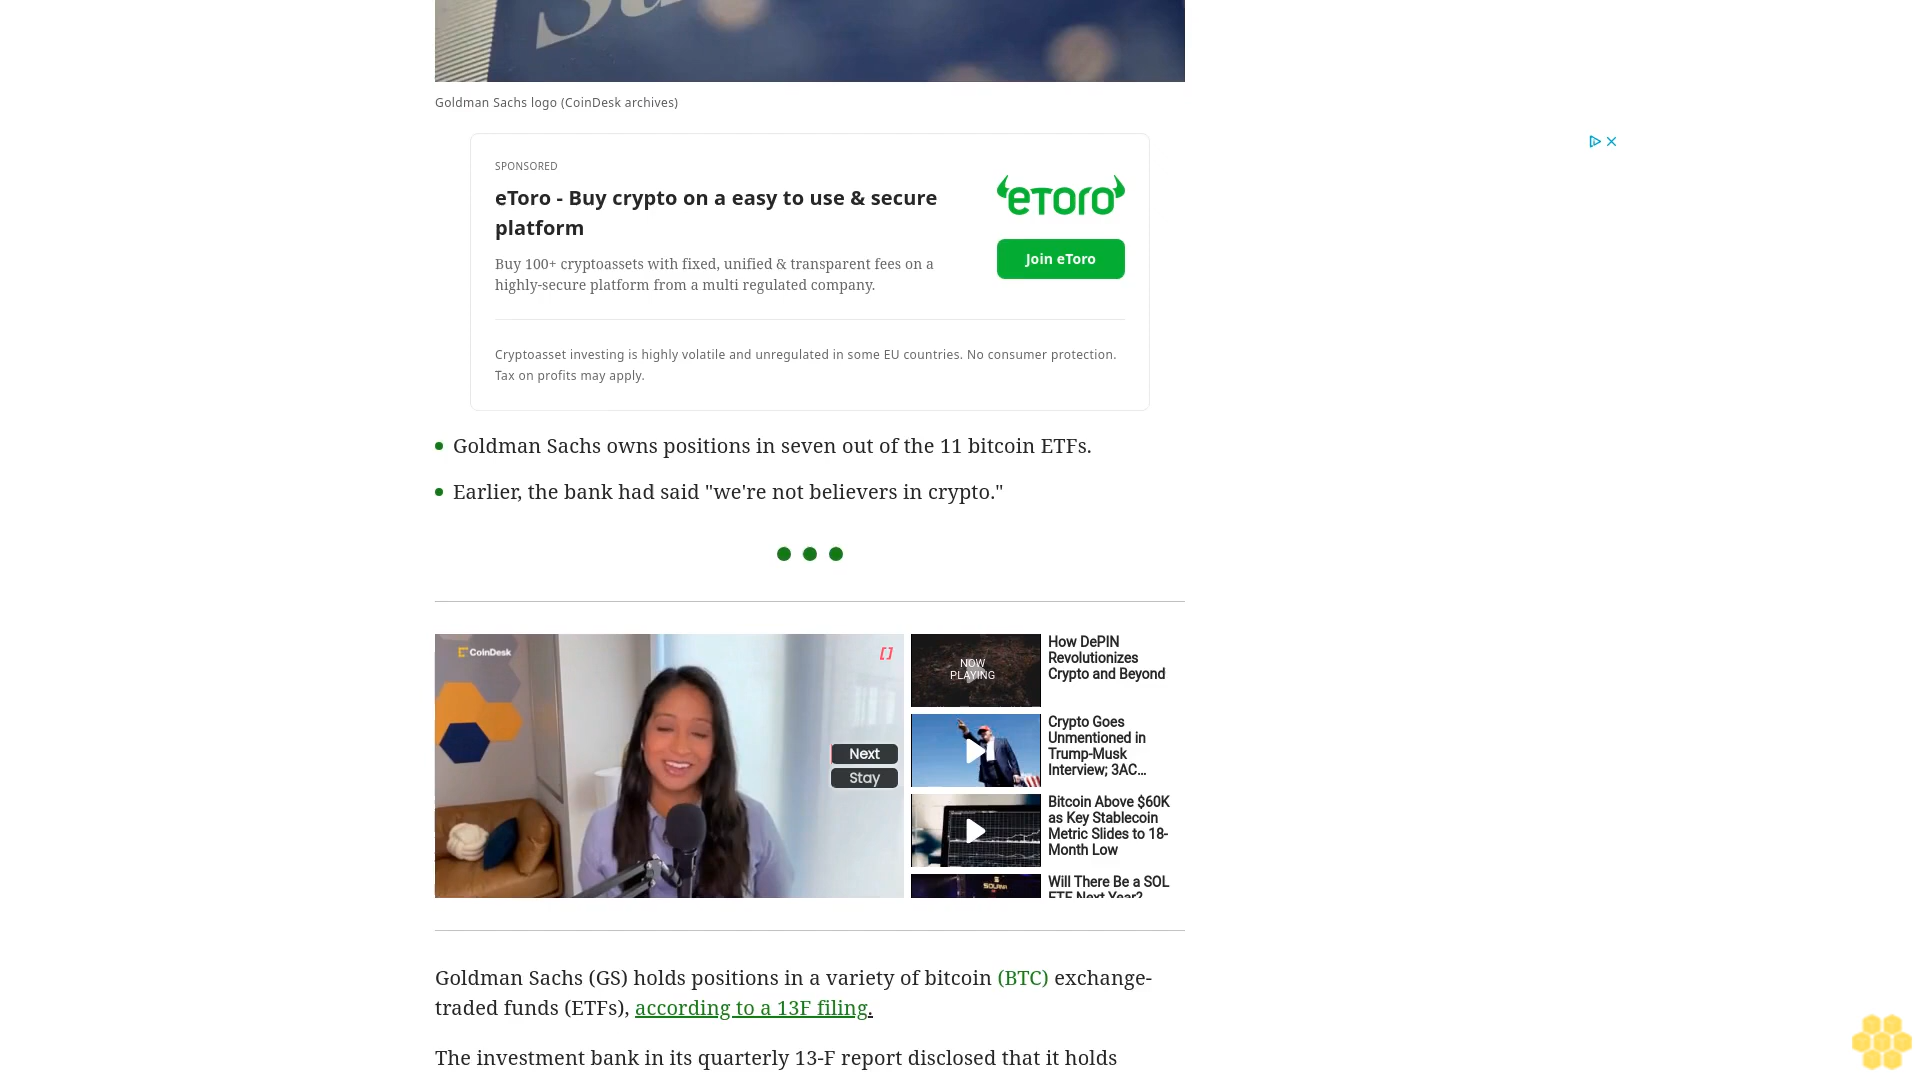 Goldman Sachs logo (CoinDesk archives)
SPONSORED
eToro - Buy crypto on a easy to use & secure
platform
Buy 100+ cryptoassets with fixed, unified & transparent fees on a
highly-secure platform from a multi regulated company.
eTORO
Join eToro
Cryptoasset investing is highly volatile and unregulated in some EU countries. No consumer protection.
Tax on profits may apply.
Goldman Sachs owns positions in seven out of the 11 bitcoin ETFs.
Earlier, the bank had said "we're not believers in crypto."
CoinDesk
Next
Stay
NOW
PLAYING
How DePIN
Revolutionizes
Crypto and Beyond
Crypto Goes
Unmentioned in
Trump-Musk
Interview; 3AC...
Bitcoin Above $60K
as Key Stablecoin
Metric Slides to 18-
Month Low
SOLANA
Will There Be a SOL
ETF Next Year?
Goldman Sachs (GS) holds positions in a variety of bitcoin (BTC) exchange-
traded funds (ETFs), according to a 13F filing.
The investment bank in its quarterly 13-F report disclosed that it holds